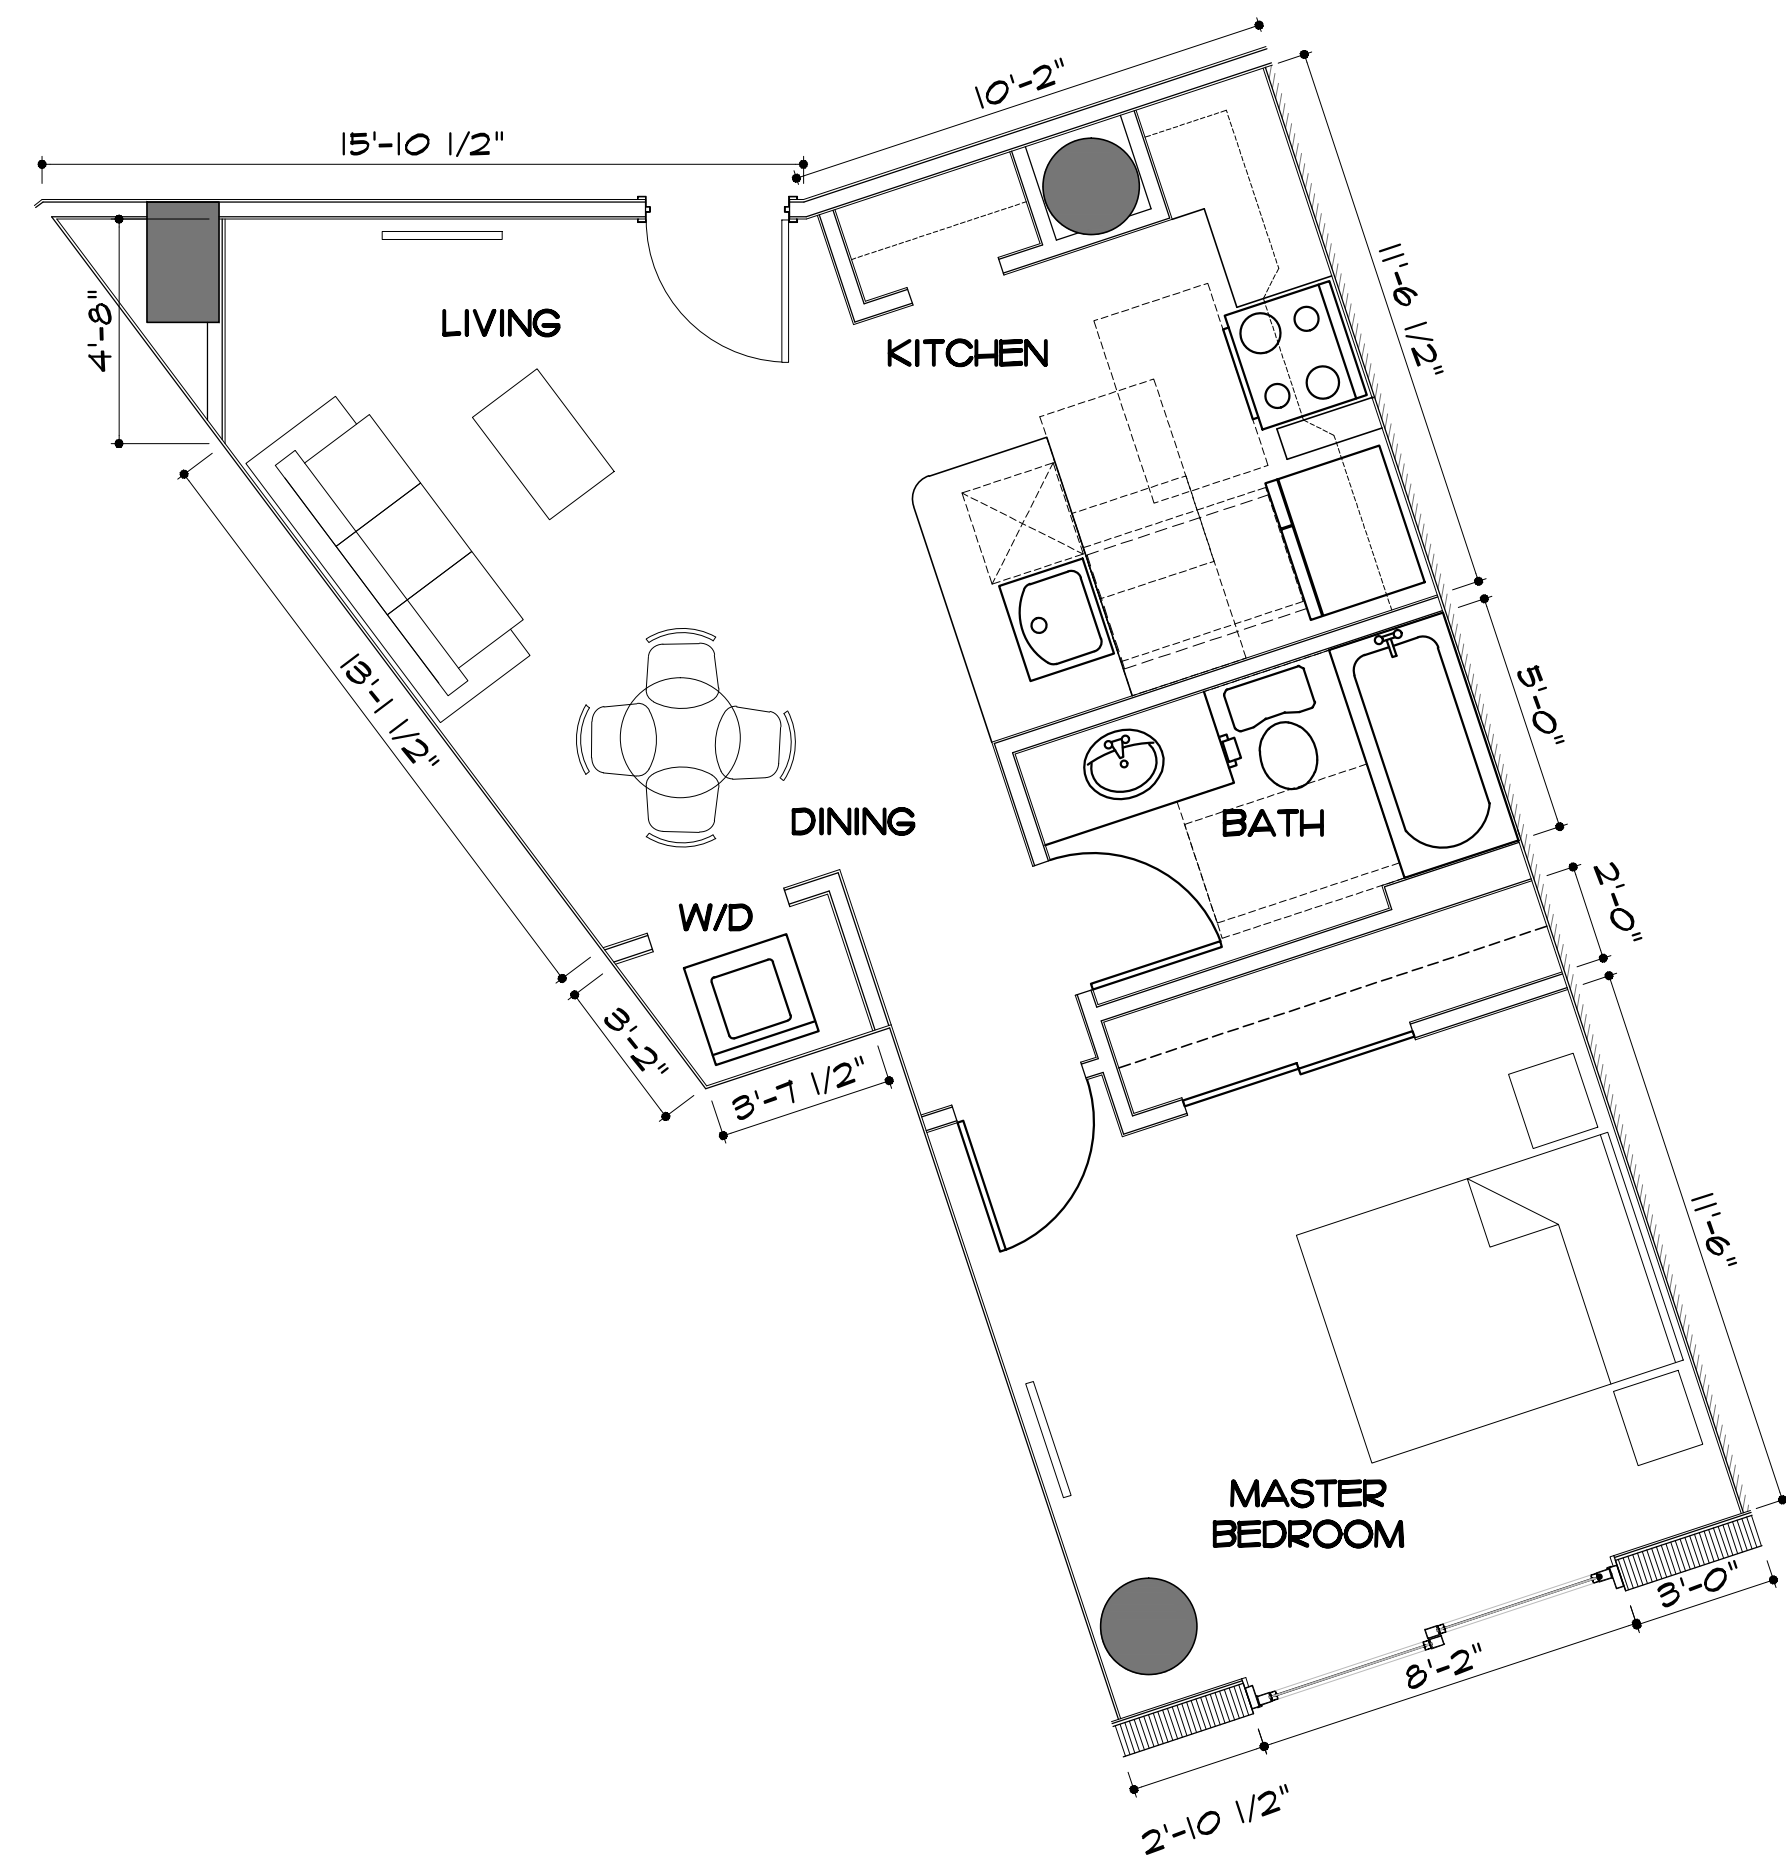 10'-2"
15'-10 1/2"
4'-8"
LIVING
KITCHEN
11'-6 1/2"
13'-1 1/2"
5'-0"
DINING
BATH
W/D
2'-0"
3'-2"
3'-7 1/2"
11'-6"
MASTER
BEDROOM
3'-0"
8'-2"
2'-10 1/2"